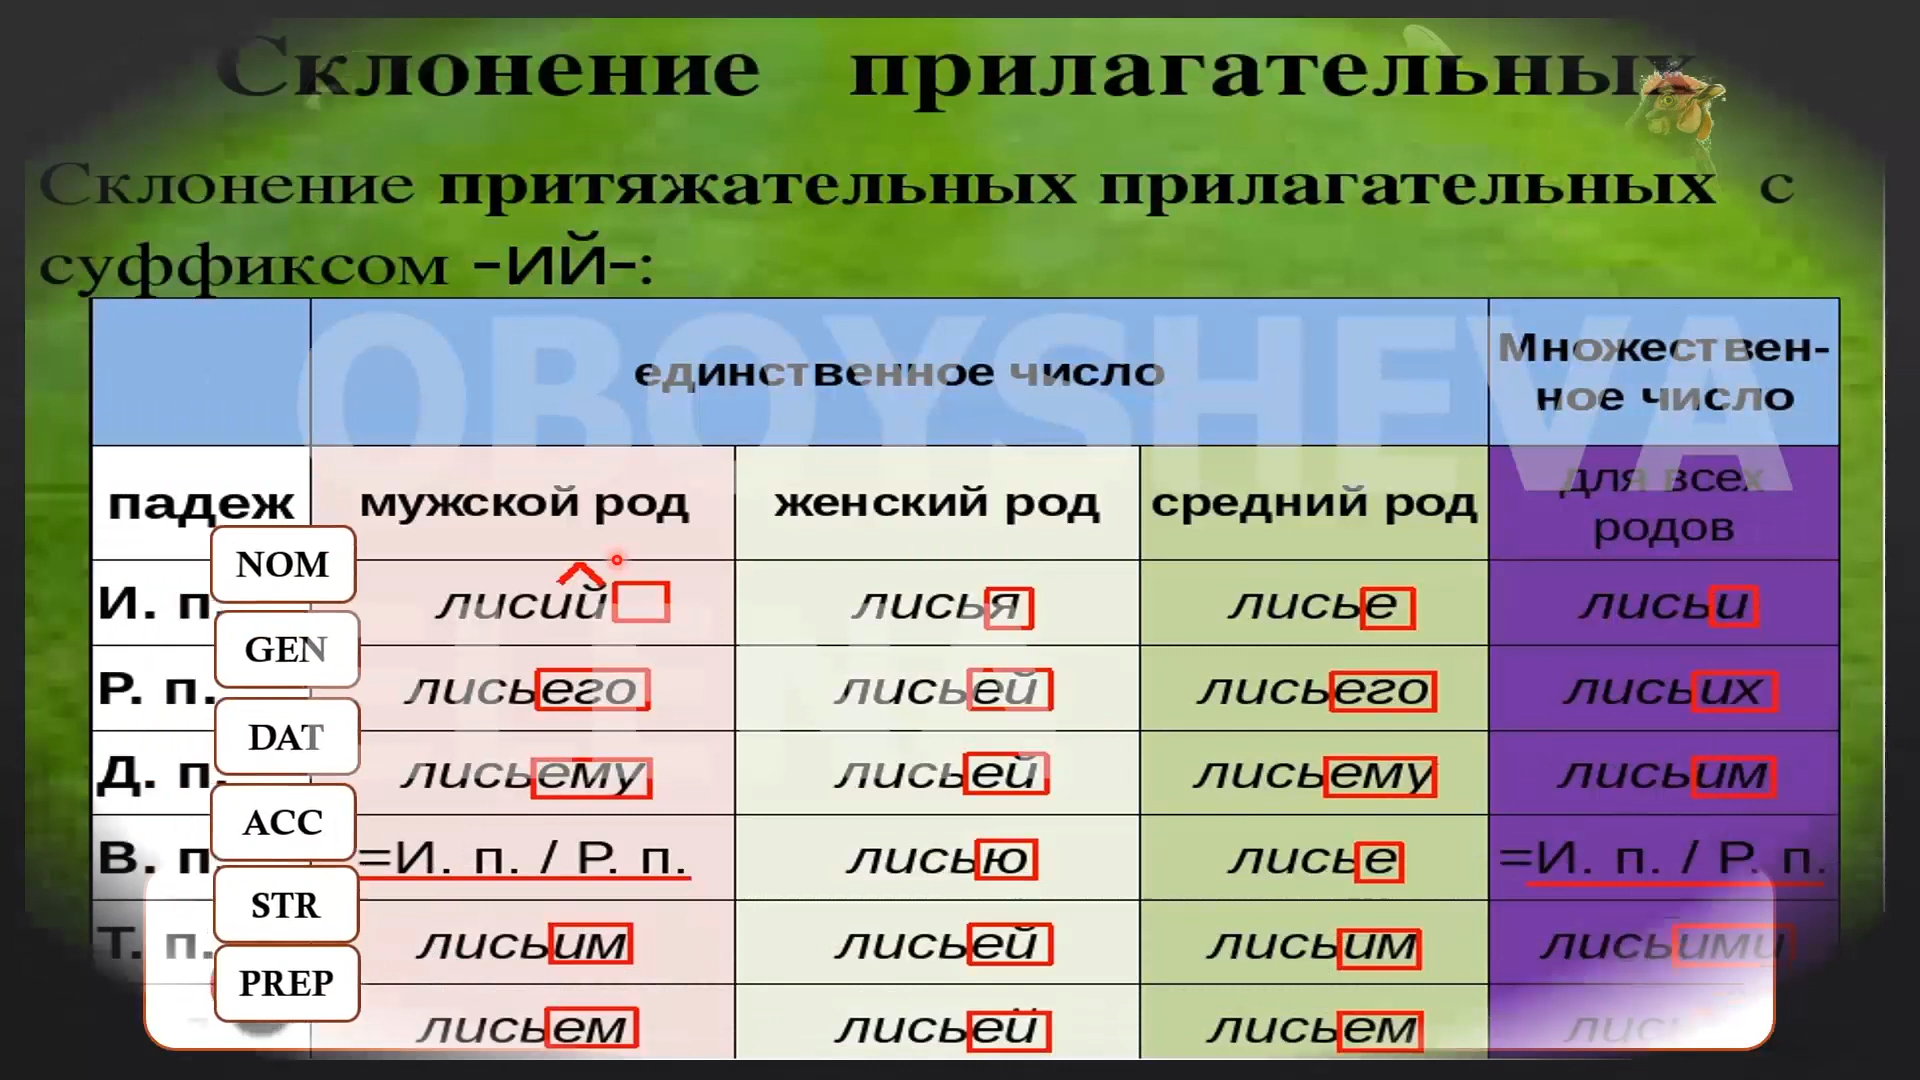 Склонение прилагательных
Склонение притяжательных прилагательных с
суффиксом -ИЙ-:
OBOYSHEVA
единственное число
Множествен-
ное число
падеж мужской род женский род средний род
для всех
родов
NOM
И. п. лисий лисья лисье лисьи
GEN
Р. п. лисьего лисьей лисьего лисьих
DAT
Д. п. лисьему лисьей лисьему лисьим
ACC
В. п. =И. п. / Р. п. лисью лисье =И. п. / Р. п.
STR
Т. п. лисьим лисьей лисьим лисьими
PREP
лисьем лисьей лисьем